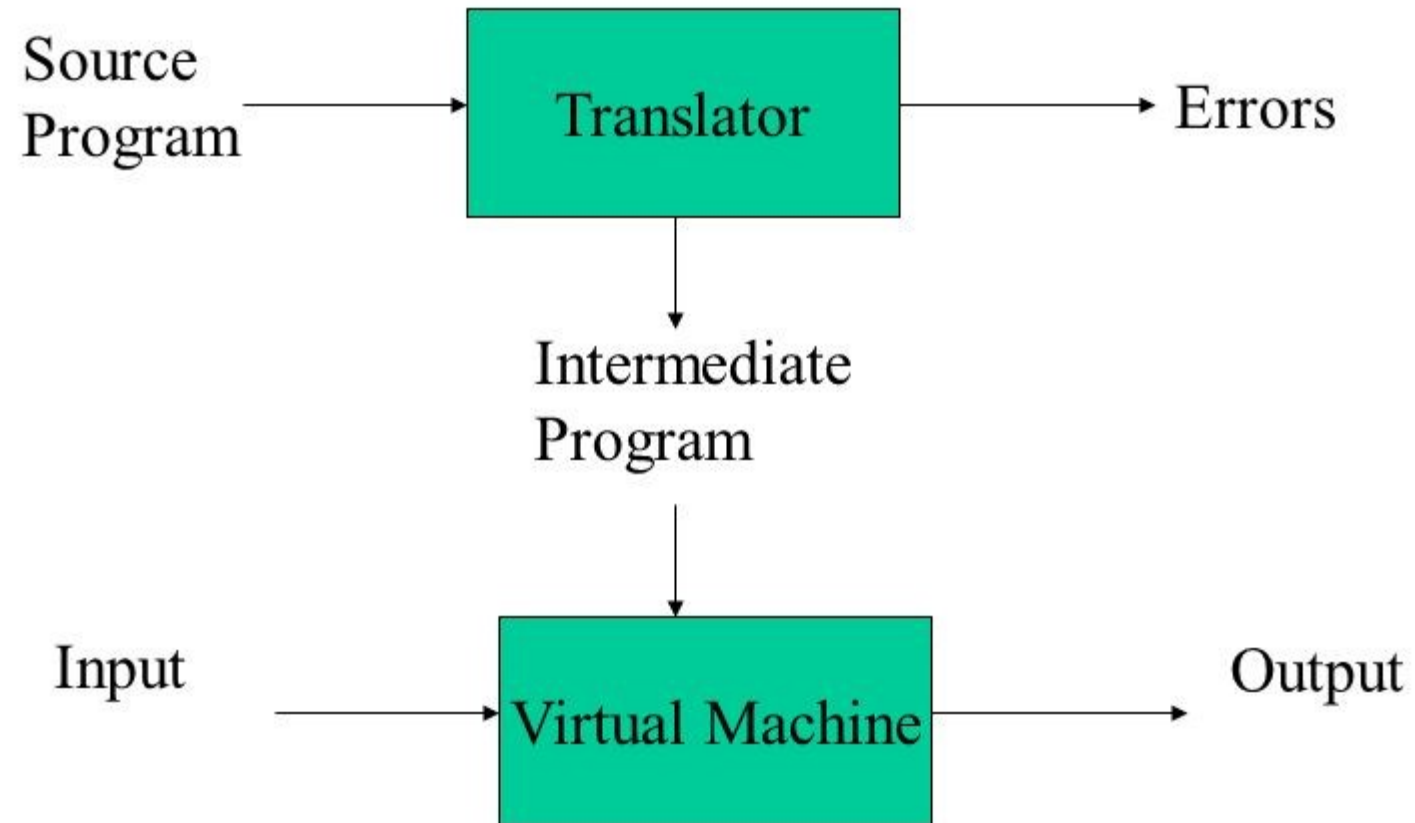 Source
Program
Translator
Errors
Intermediate
Program
Input
Virtual Machine
Output